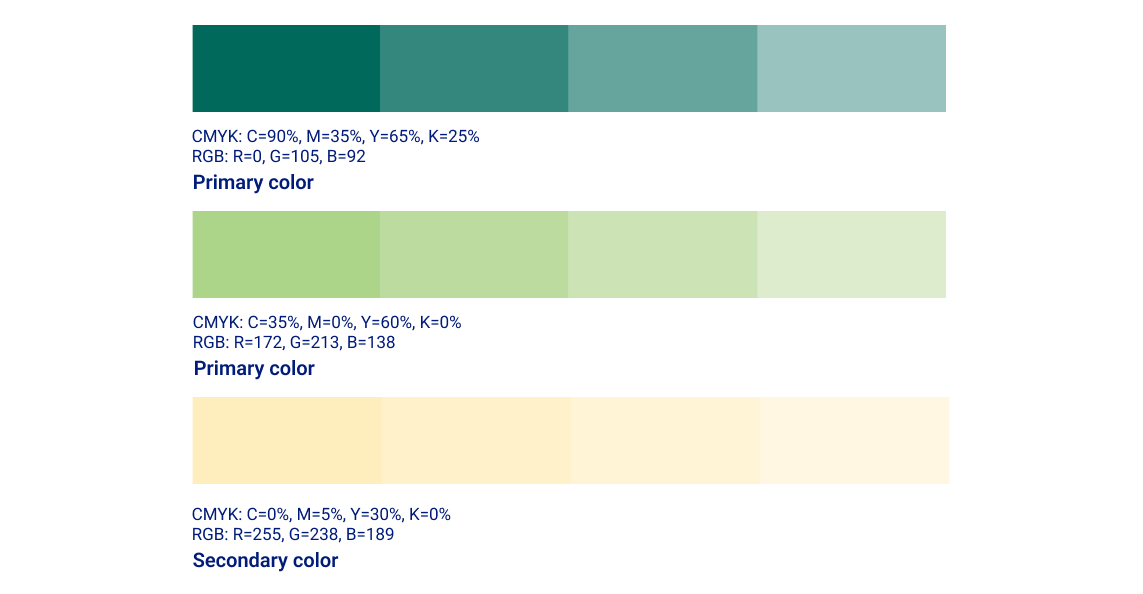 CMYK: C=90%, M=35%, Y=65%, K=25%
RGB: R=0, G=105, B=92
Primary color
CMYK: C=35%, M=0%, Y=60%, K=0%
RGB: R=172, G=213, B=138
Primary color
CMYK: C=0%, M=5%, Y=30%, K=0%
RGB: R=255, G=238, B=189
Secondary color